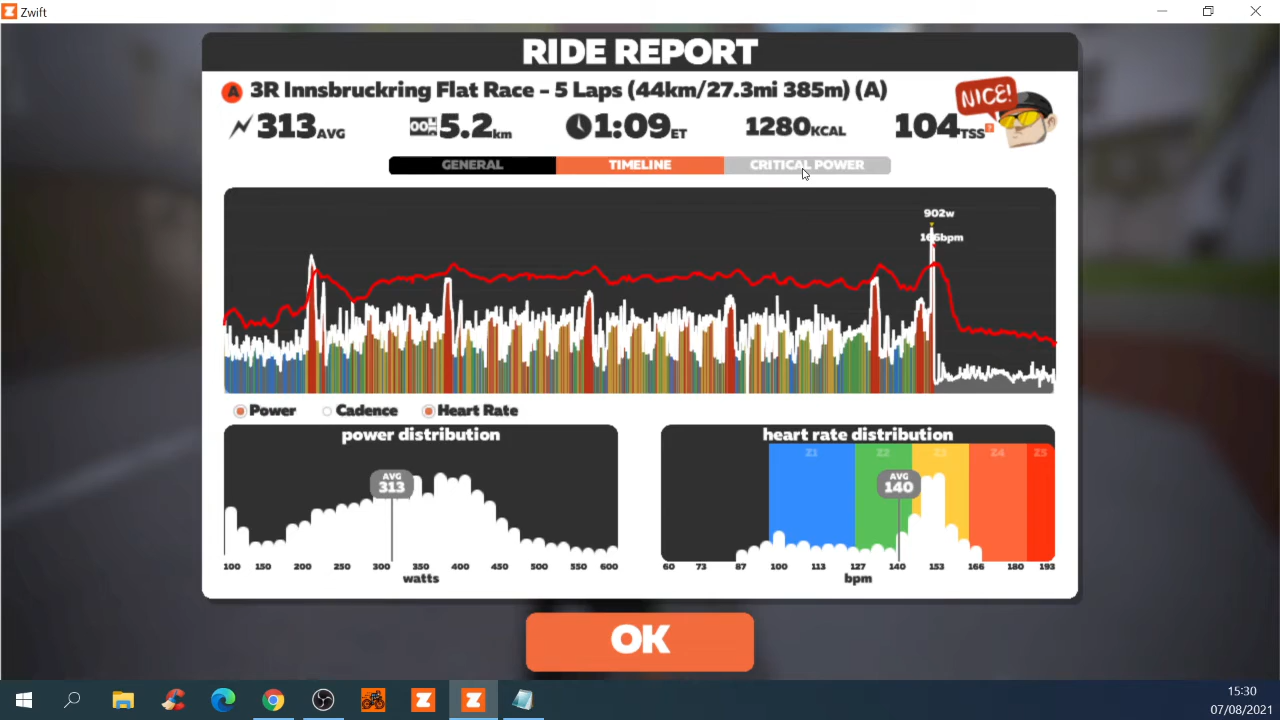 Zwift
RIDE REPORT
A 3R Innsbruckring Flat Race - 5 Laps (44km/27.3mi 385m) (A)
NICE!
313AVG 5.2km 1:09ET 1280KCAL 104TSS?
GENERAL TIMELINE CRITICAL POWER
902w
166bpm
Power Cadence Heart Rate
power distribution
AVG
313
100 150 200 250 300 350 400 450 500 550 600
watts
heart rate distribution
Z1 Z2 Z3 Z4 Z5
AVG
140
60 73 87 100 113 127 140 153 166 180 193
bpm
OK
15:30
07/08/2021